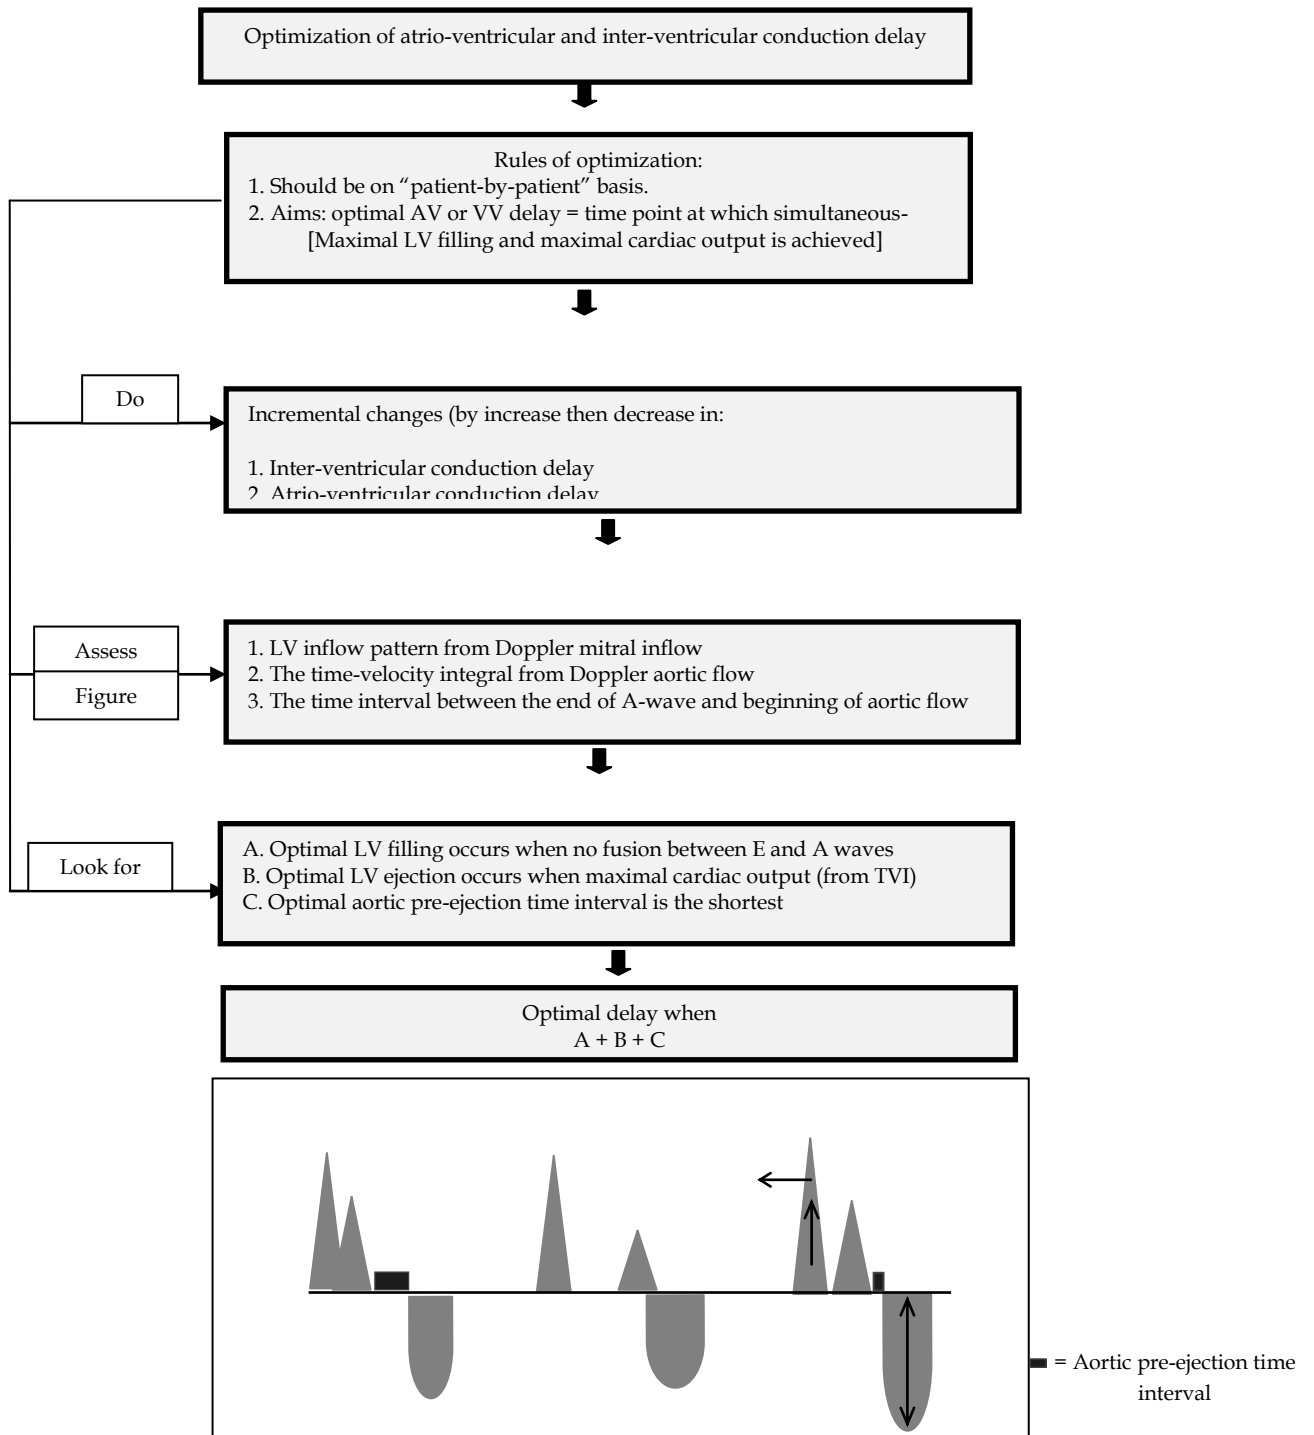 Optimization of atrio-ventricular and inter-ventricular conduction delay
Rules of optimization:
1. Should be on “patient-by-patient” basis.
2. Aims: optimal AV or VV delay = time point at which simultaneous-
[Maximal LV filling and maximal cardiac output is achieved]
Do
Incremental changes (by increase then decrease in:
1. Inter-ventricular conduction delay
2. Atrio-ventricular conduction delay
Assess
Figure
1. LV inflow pattern from Doppler mitral inflow
2. The time-velocity integral from Doppler aortic flow
3. The time interval between the end of A-wave and beginning of aortic flow
Look for
A. Optimal LV filling occurs when no fusion between E and A waves
B. Optimal LV ejection occurs when maximal cardiac output (from TVI)
C. Optimal aortic pre-ejection time interval is the shortest
Optimal delay when
A + B + C
= Aortic pre-ejection time
interval